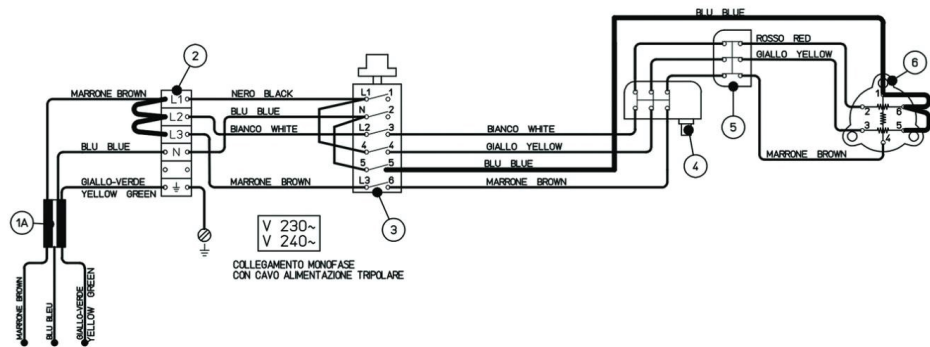 BLU BLUE
ROSSO RED
GIALLO YELLOW
5
6
1
2
6
3
5
4
MARRONE BROWN
4
2
MARRONE BROWN
L1
L2
L3
N
NERO BLACK
BLU BLUE
BIANCO WHITE
BLU BLUE
MARRONE BROWN
GIALLO-VERDE
YELLOW GREEN
L1 1
N 2
L2 3
4 4
5 5
L3 6
3
BIANCO WHITE
GIALLO YELLOW
BLU BLUE
MARRONE BROWN
1A
V 230~
V 240~
COLLEGAMENTO MONOFASE
CON CAVO ALIMENTAZIONE TRIPOLARE
MARRONE BROWN
BLU BLEU
GIALLO-VERDE
YELLOW GREEN